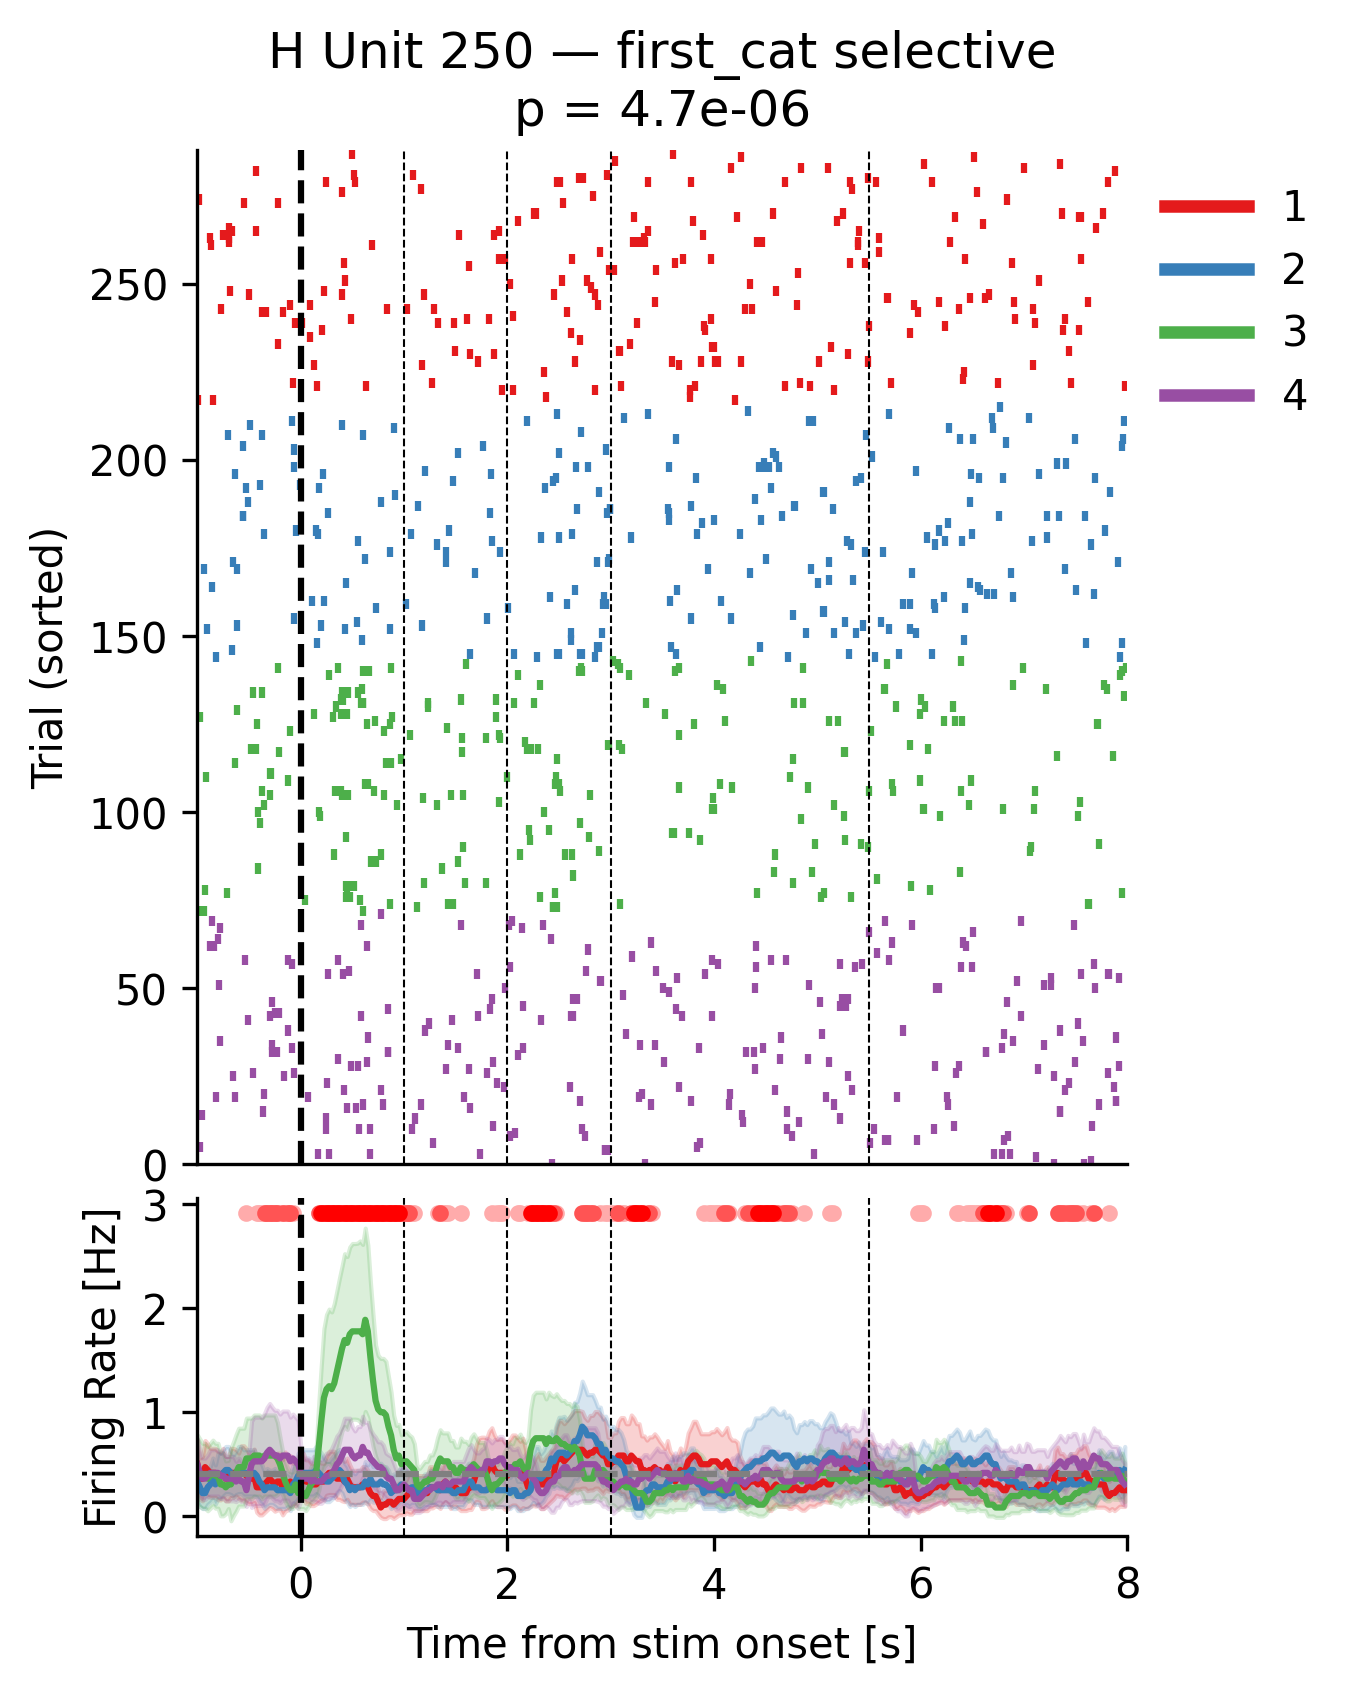 H Unit 250 — first_cat selective
p = 4.7e-06
Trial (sorted)
250
200
150
100
50
0
1
2
3
4
Firing Rate [Hz]
3
2
1
0
0 2 4 6 8
Time from stim onset [s]